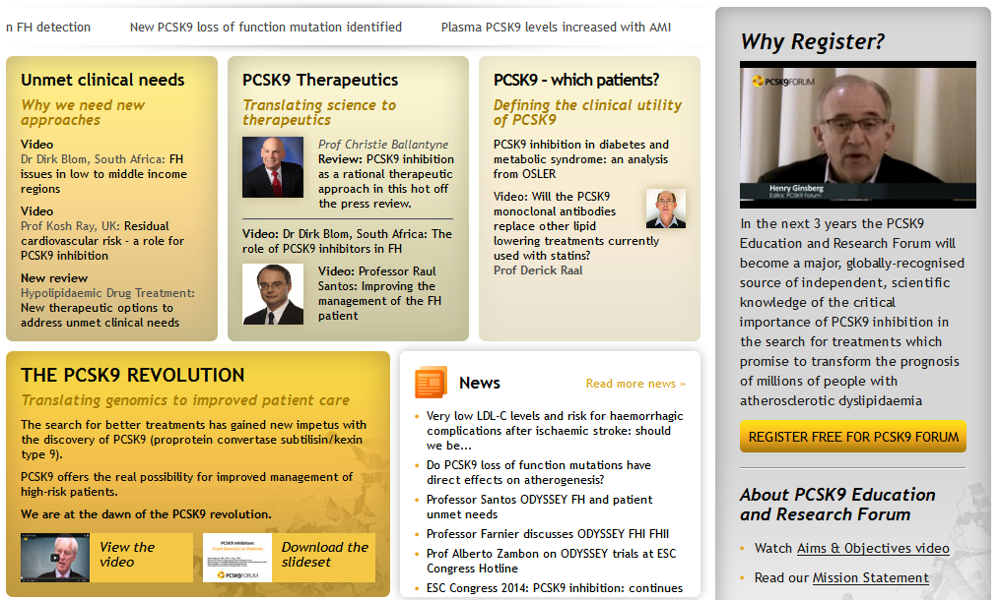 n FH detection
New PCSK9 loss of function mutation identified
Plasma PCSK9 levels increased with AMI
Unmet clinical needs
Why we need new
approaches
Video
Dr Dirk Blom, South Africa: FH
issues in low to middle income
regions
Video
Prof Kosh Ray, UK: Residual
cardiovascular risk - a role for
PCSK9 inhibition
New review
Hypolipidaemic Drug Treatment:
New therapeutic options to
address unmet clinical needs
PCSK9 Therapeutics
Translating science to
therapeutics
Prof Christie Ballantyne
Review: PCSK9 inhibition
as a rational therapeutic
approach in this hot off
the press review.
Video: Dr Dirk Blom, South Africa: The
role of PCSK9 inhibitors in FH
Video: Professor Raul
Santos: Improving the
management of the FH
patient
PCSK9 - which patients?
Defining the clinical utility
of PCSK9
PCSK9 inhibition in diabetes and
metabolic syndrome: an analysis
from OSLER
Video: Will the PCSK9
monoclonal antibodies
replace other lipid
lowering treatments currently
used with statins?
Prof Derick Raal
THE PCSK9 REVOLUTION
Translating genomics to improved patient care
The search for better treatments has gained new impetus with
the discovery of PCSK9 (proprotein convertase subtilisin/kexin
type 9).
PCSK9 offers the real possibility for improved management of
high-risk patients.
We are at the dawn of the PCSK9 revolution.
View the
video
PCSK9 Inhibition:
From Genetics to Patients
PCSK9FORUM
Download the
slideset
News
Read more news »
Very low LDL-C levels and risk for haemorrhagic
complications after ischaemic stroke: should
we be...
Do PCSK9 loss of function mutations have
direct effects on atherogenesis?
Professor Santos ODYSSEY FH and patient
unmet needs
Professor Farnier discusses ODYSSEY FHI FHII
Prof Alberto Zambon on ODYSSEY trials at ESC
Congress Hotline
ESC Congress 2014: PCSK9 inhibition: continues
Why Register?
PCSK9FORUM
Henry Ginsberg
Editor, PCSK9 Forum
In the next 3 years the PCSK9
Education and Research Forum will
become a major, globally-recognised
source of independent, scientific
knowledge of the critical
importance of PCSK9 inhibition in
the search for treatments which
promise to transform the prognosis
of millions of people with
atherosclerotic dyslipidaemia
REGISTER FREE FOR PCSK9 FORUM
About PCSK9 Education
and Research Forum
Watch Aims & Objectives video
Read our Mission Statement